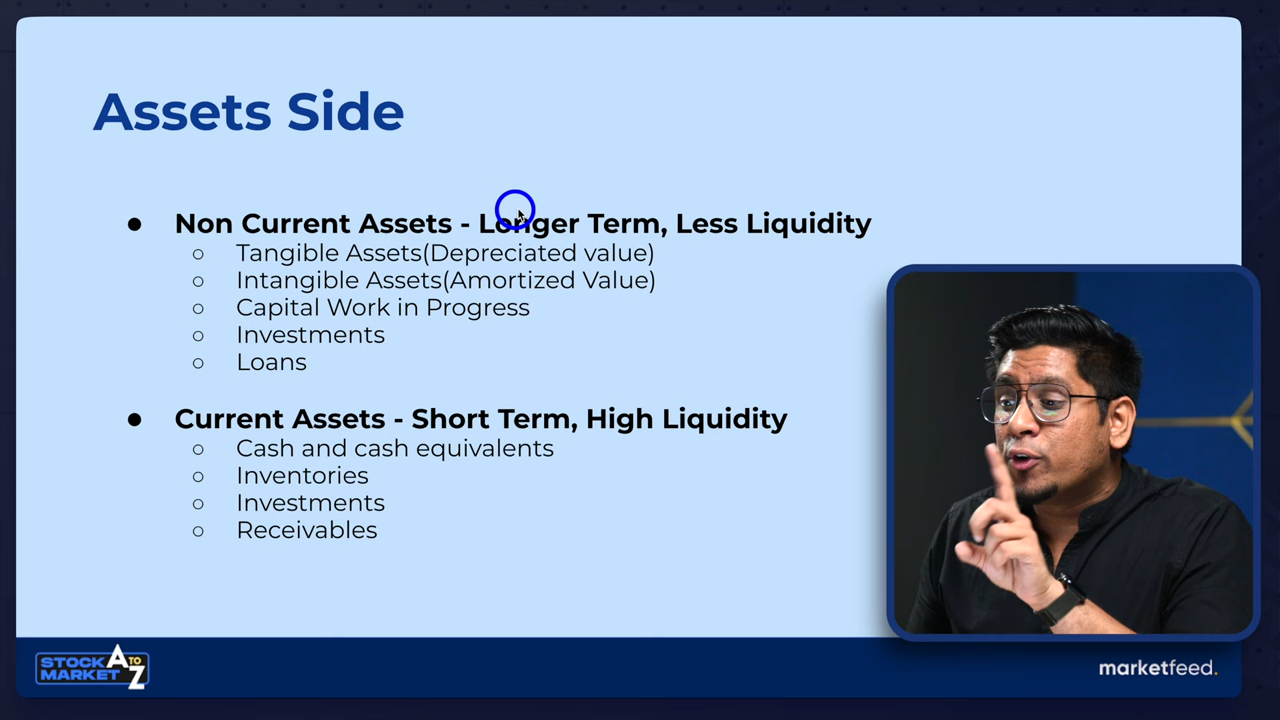 Assets Side
● Non Current Assets - Longer Term, Less Liquidity
○ Tangible Assets(Depreciated value)
○ Intangible Assets(Amortized Value)
○ Capital Work in Progress
○ Investments
○ Loans
● Current Assets - Short Term, High Liquidity
○ Cash and cash equivalents
○ Inventories
○ Investments
○ Receivables
STOCK MARKET A TO Z
marketfeed.